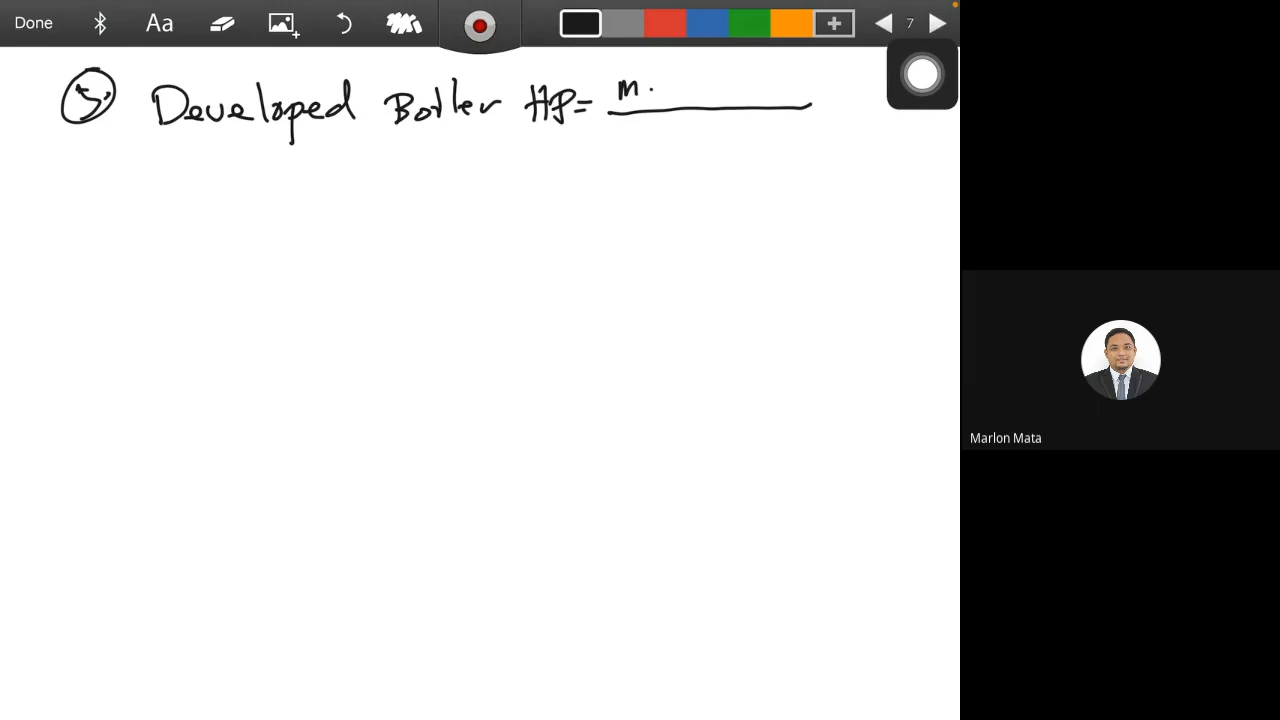 Done Aa 7
⑤ Developed Boiler HP = m.
Marlon Mata